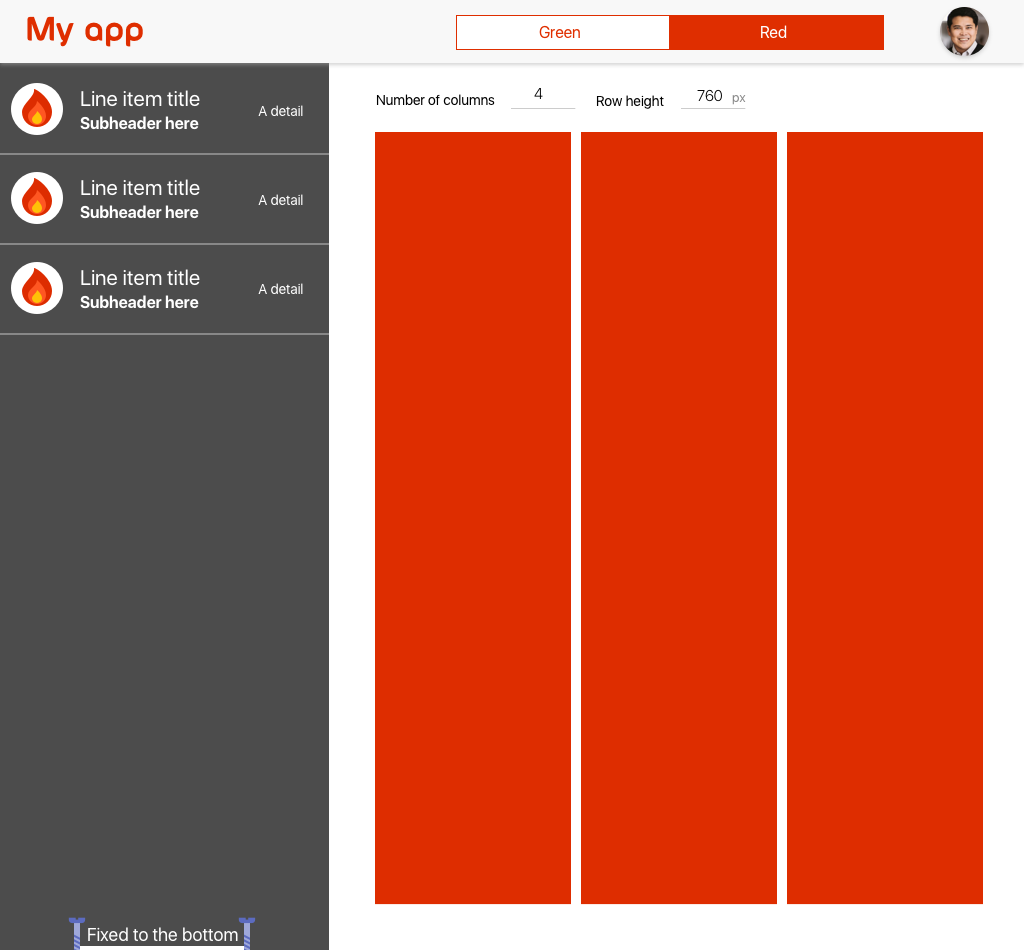 My app
Green
Red
Line item title
Subheader here
A detail
Line item title
Subheader here
A detail
Line item title
Subheader here
A detail
Fixed to the bottom
Number of columns
4
Row height
760 px